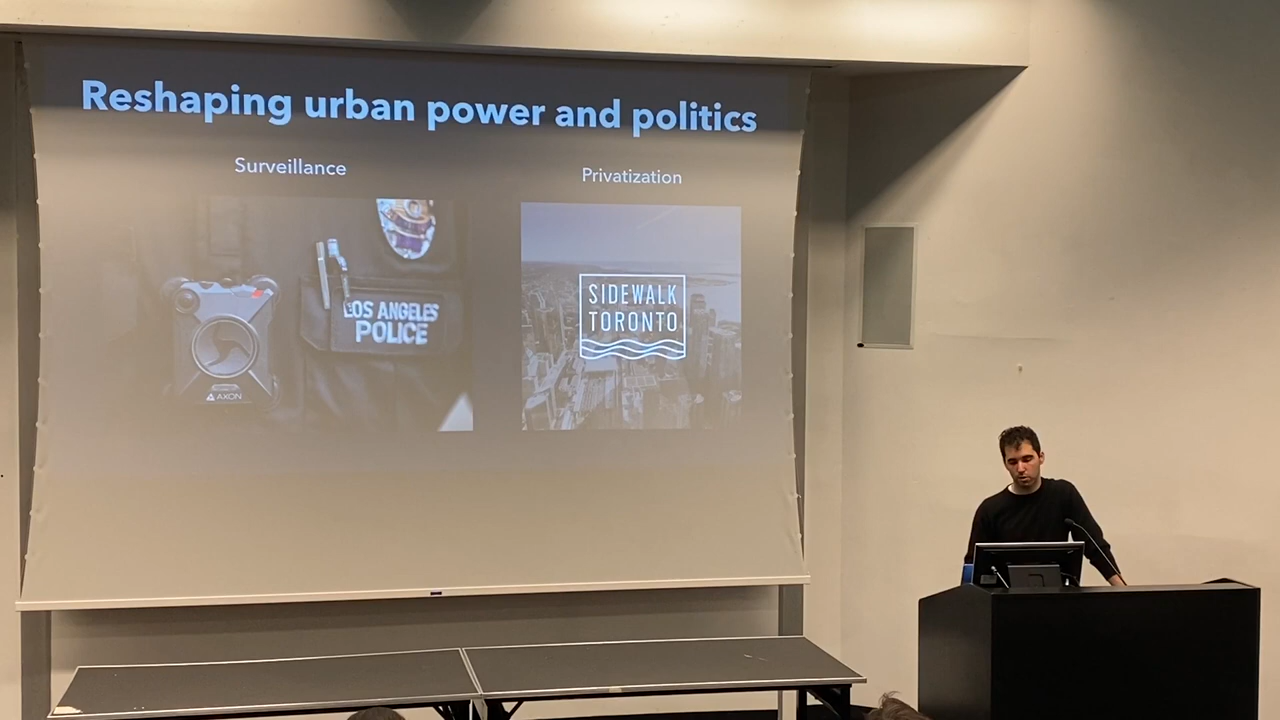 Reshaping urban power and politics
Surveillance
Privatization
LOS ANGELES
POLICE
AXON
SIDEWALK
TORONTO